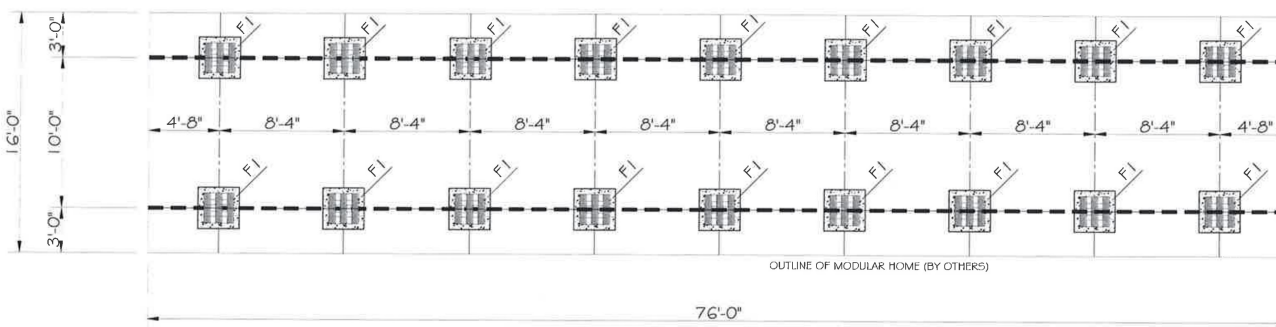 F1 F1 F1 F1 F1 F1 F1 F1 F1
3'-0"
16'-0"
10'-0"
4'-8" 8'-4" 8'-4" 8'-4" 8'-4" 8'-4" 8'-4" 8'-4" 8'-4" 4'-8"
F1 F1 F1 F1 F1 F1 F1 F1 F1
3'-0"
OUTLINE OF MODULAR HOME (BY OTHERS)
76'-0"